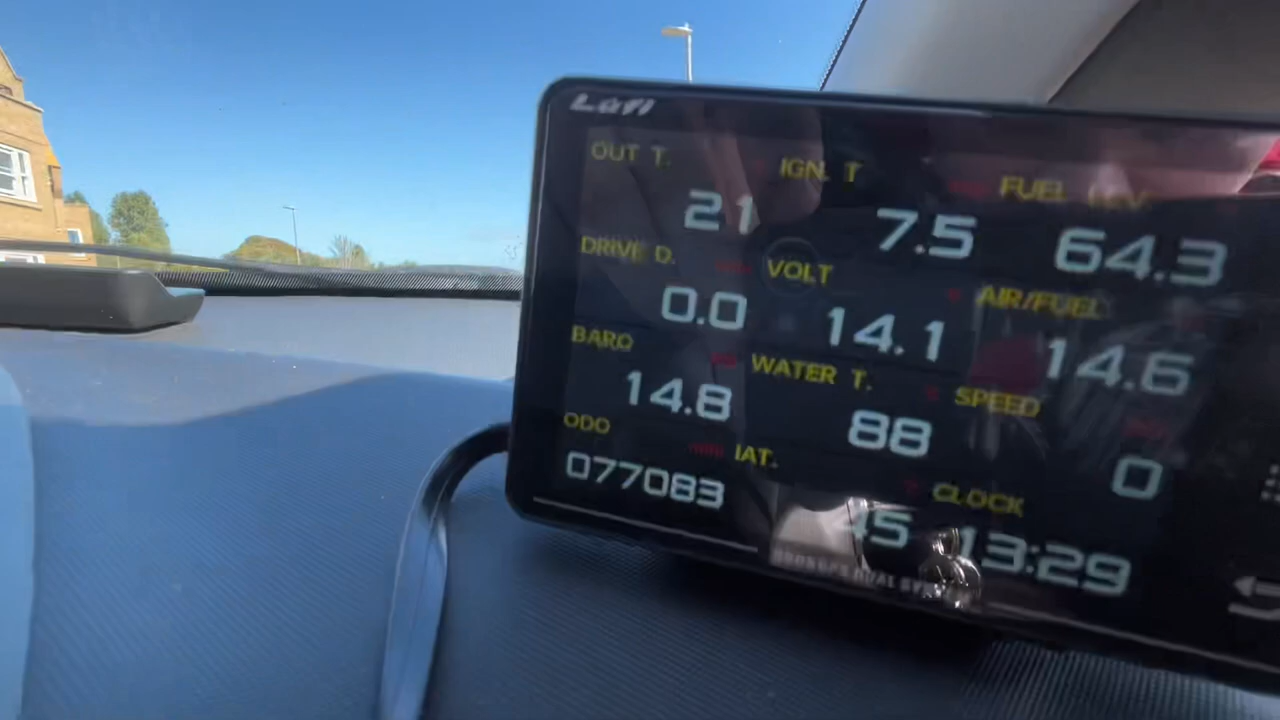 Lufi
OUT T.
IGN. T
FUEL LEV
21
7.5
64.3
DRIVE D.
VOLT
AIR/FUEL
0.0
14.1
14.6
BARO
WATER T.
SPEED
14.8
88
0
ODO
IAT.
CLOCK
077083
45
13:29